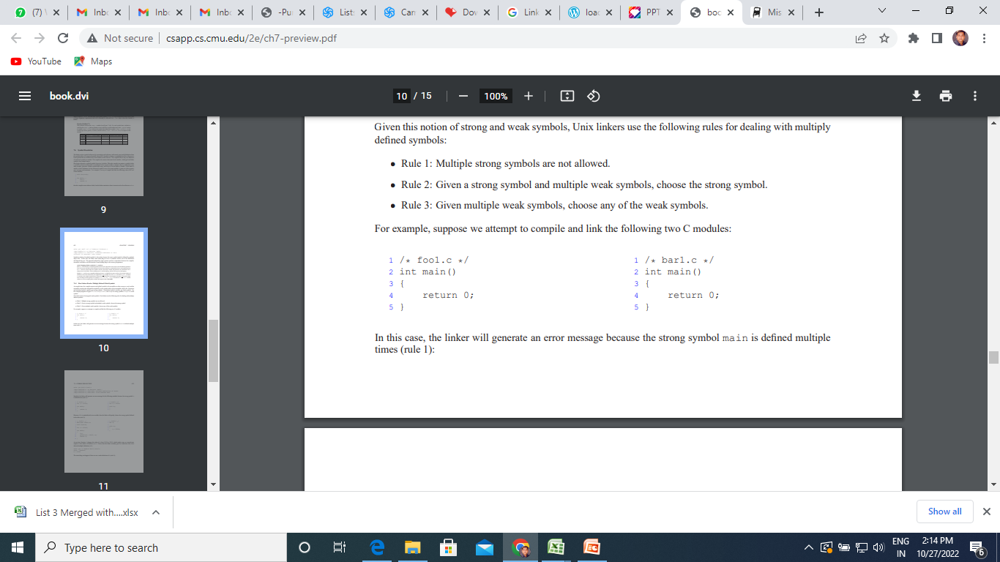 (7) \
Inbo
Inbo
Inbo
-Pu
List
Can
Dov
Link
load
PPT
boo
Mis
Not secure csapp.cs.cmu.edu/2e/ch7-preview.pdf
YouTube Maps
book.dvi 10 / 15 100%
9
10
11
Given this notion of strong and weak symbols, Unix linkers use the following rules for dealing with multiply
defined symbols:
• Rule 1: Multiple strong symbols are not allowed.
• Rule 2: Given a strong symbol and multiple weak symbols, choose the strong symbol.
• Rule 3: Given multiple weak symbols, choose any of the weak symbols.
For example, suppose we attempt to compile and link the following two C modules:
1 /* foo1.c */
2 int main()
3 {
4 return 0;
5 }
1 /* bar1.c */
2 int main()
3 {
4 return 0;
5 }
In this case, the linker will generate an error message because the strong symbol main is defined multiple
times (rule 1):
List 3 Merged with....xlsx
Show all
Type here to search
ENG
IN
2:14 PM
10/27/2022
6